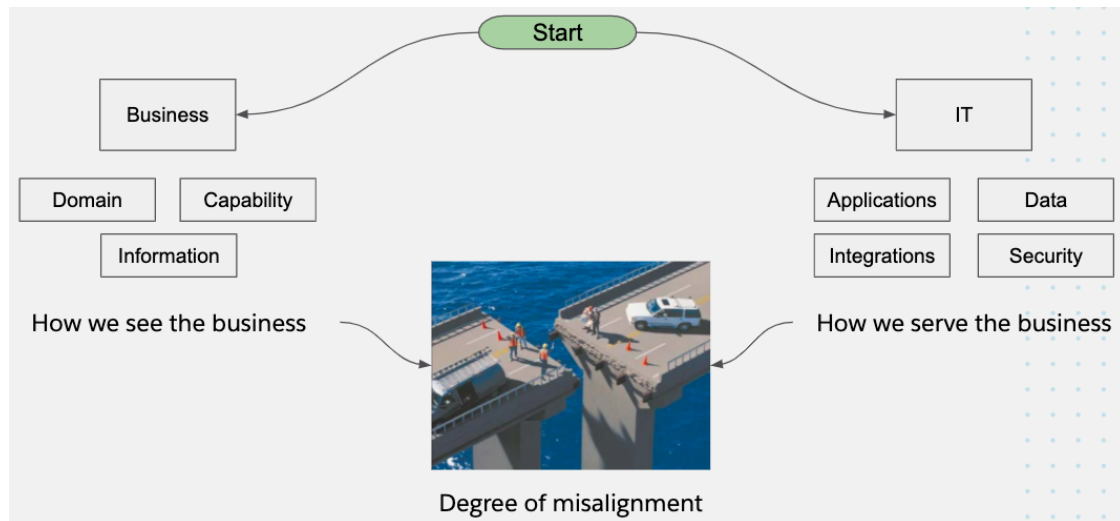 Start
Business
IT
Domain
Capability
Applications
Data
Information
Integrations
Security
How we see the business
How we serve the business
Degree of misalignment